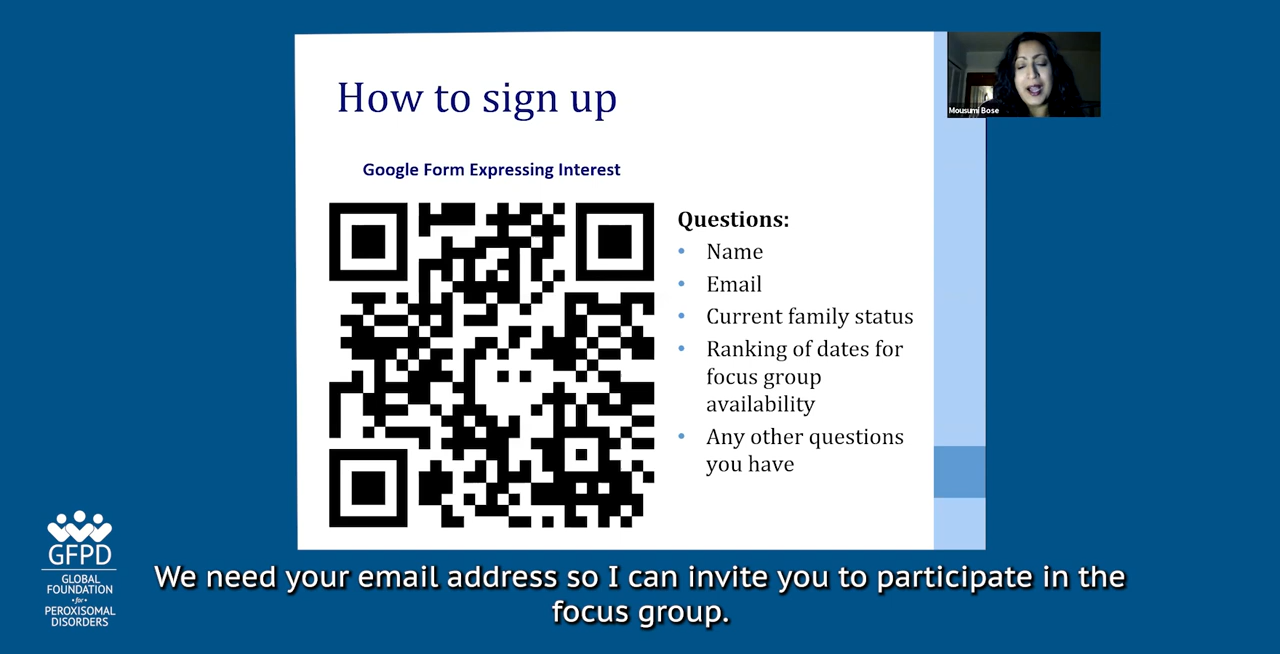 How to sign up
Mousumi Bose
Google Form Expressing Interest
Questions:
• Name
• Email
• Current family status
• Ranking of dates for
focus group
availability
• Any other questions
you have
GFPD
GLOBAL
FOUNDATION
•for•
PEROXISOMAL
DISORDERS
We need your email address so I can invite you to participate in the
focus group.